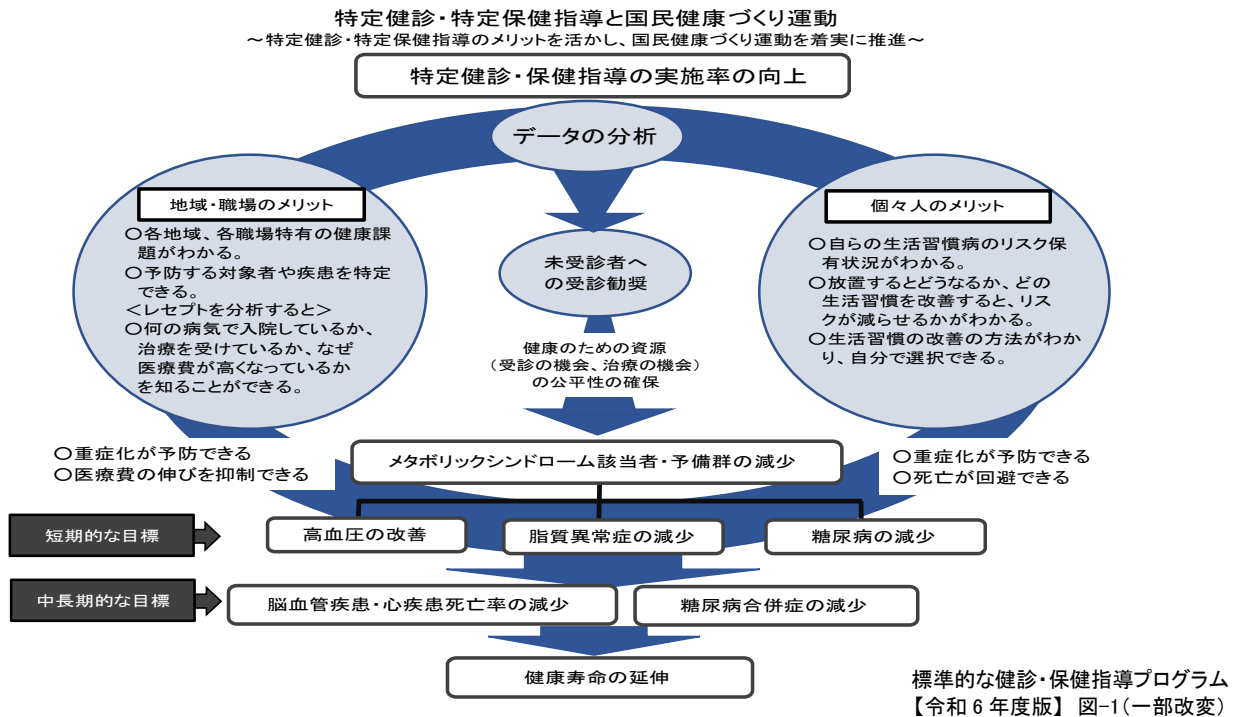 特定健診・特定保健指導と国民健康づくり運動
～特定健診・特定保健指導のメリットを活かし、国民健康づくり運動を着実に推進～
特定健診・保健指導の実施率の向上
データの分析
地域・職場のメリット
〇各地域、各職場特有の健康課
題がわかる。
〇予防する対象者や疾患を特定
できる。
＜レセプトを分析すると＞
〇何の病気で入院しているか、
治療を受けているか、なぜ
医療費が高くなっているか
を知ることができる。
未受診者へ
の受診勧奨
個々人のメリット
〇自らの生活習慣病のリスク保
有状況がわかる。
〇放置するとどうなるか、どの
生活習慣を改善すると、リス
クが減らせるかがわかる。
〇生活習慣の改善の方法がわか
り、自分で選択できる。
健康のための資源
（受診の機会、治療の機会）
の公平性の確保
〇重症化が予防できる
〇医療費の伸びを抑制できる
メタボリックシンドローム該当者・予備群の減少
〇重症化が予防できる
〇死亡が回避できる
短期的な目標
高血圧の改善
脂質異常症の減少
糖尿病の減少
中長期的な目標
脳血管疾患・心疾患死亡率の減少
糖尿病合併症の減少
健康寿命の延伸
標準的な健診・保健指導プログラム
【令和6年度版】 図-1（一部改変）